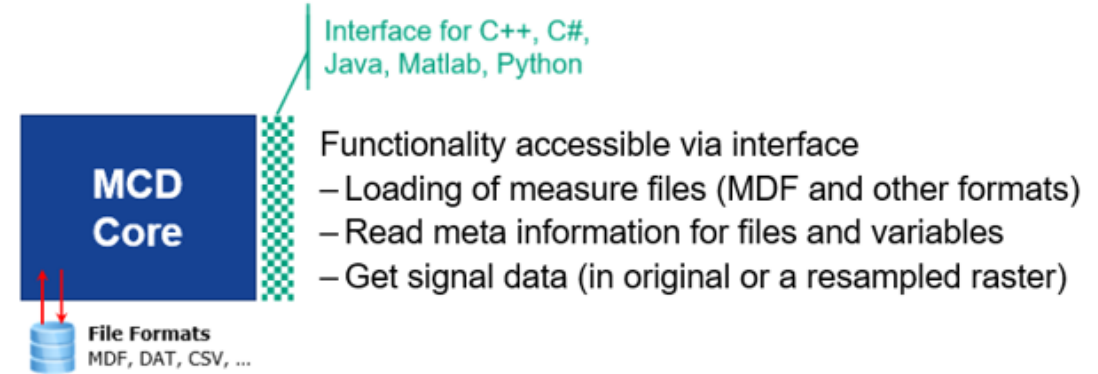 Interface for C++, C#,
Java, Matlab, Python
MCD
Core
Functionality accessible via interface
– Loading of measure files (MDF and other formats)
– Read meta information for files and variables
– Get signal data (in original or a resampled raster)
File Formats
MDF, DAT, CSV, ...